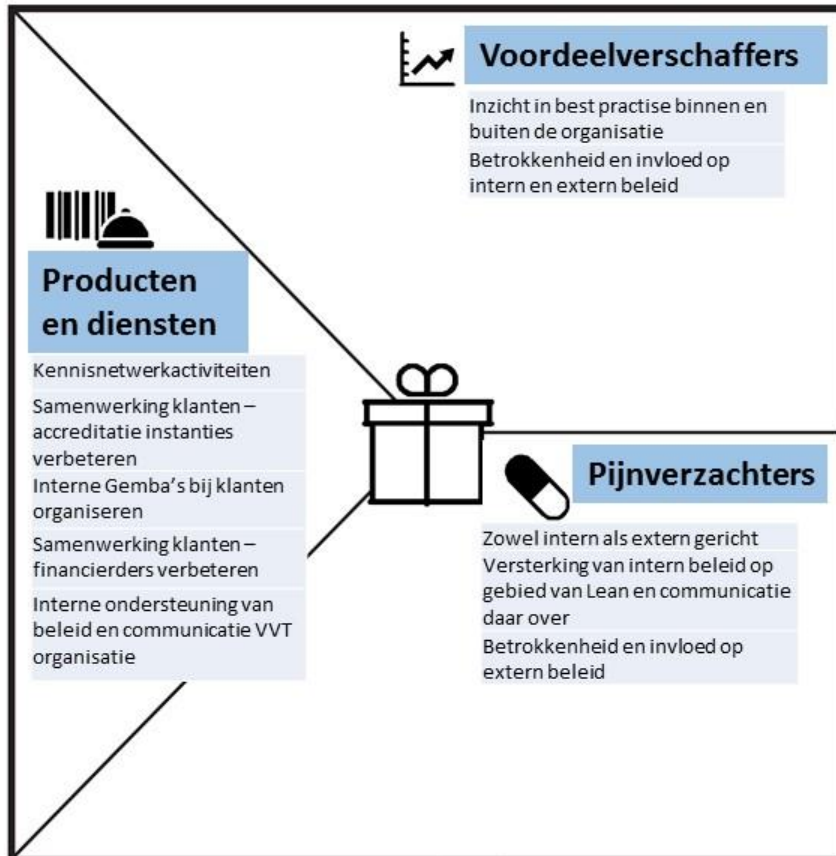 Voordeelverschaffers
Inzicht in best practise binnen en
buiten de organisatie
Betrokkenheid en invloed op
intern en extern beleid
Producten
en diensten
Kennisnetwerkactiviteiten
Samenwerking klanten –
accreditatie instanties
verbeteren
Interne Gemba’s bij klanten
organiseren
Samenwerking klanten –
financierders verbeteren
Interne ondersteuning van
beleid en communicatie VVT
organisatie
Pijnverzachters
Zowel intern als extern gericht
Versterking van intern beleid op
gebied van Lean en communicatie
daar over
Betrokkenheid en invloed op
extern beleid